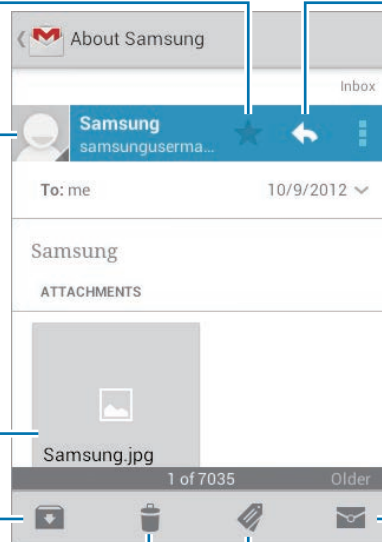 About Samsung
Inbox
Samsung
samsunguserma...
To: me 10/9/2012
Samsung
ATTACHMENTS
Samsung.jpg
1 of 7035 Older